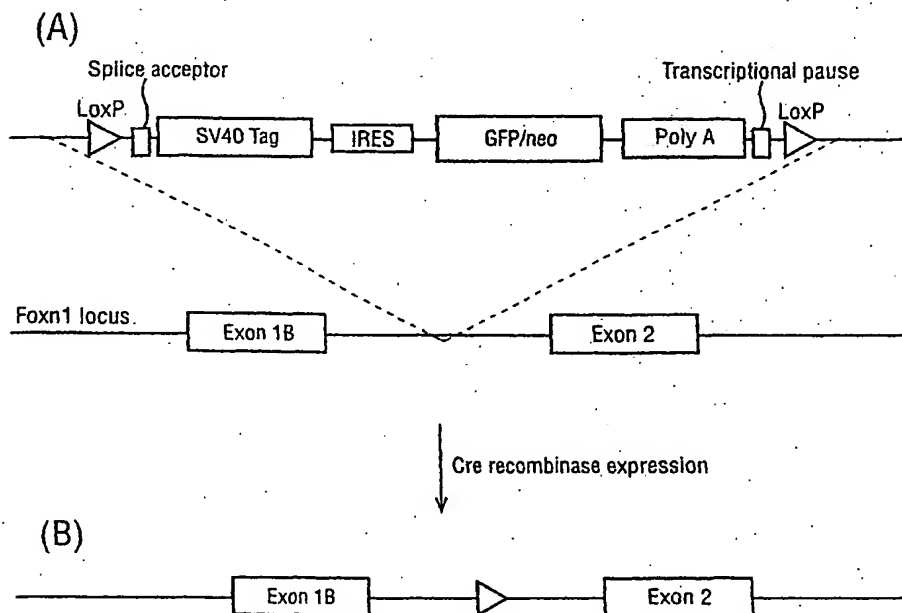 (A)
Splice acceptor
Transcriptional pause
LoxP
LoxP
SV40 Tag
IRES
GFP/neo
Poly A
Foxn1 locus.
Exon 1B
Exon 2
Cre recombinase expression
(B)
Exon 1B
Exon 2